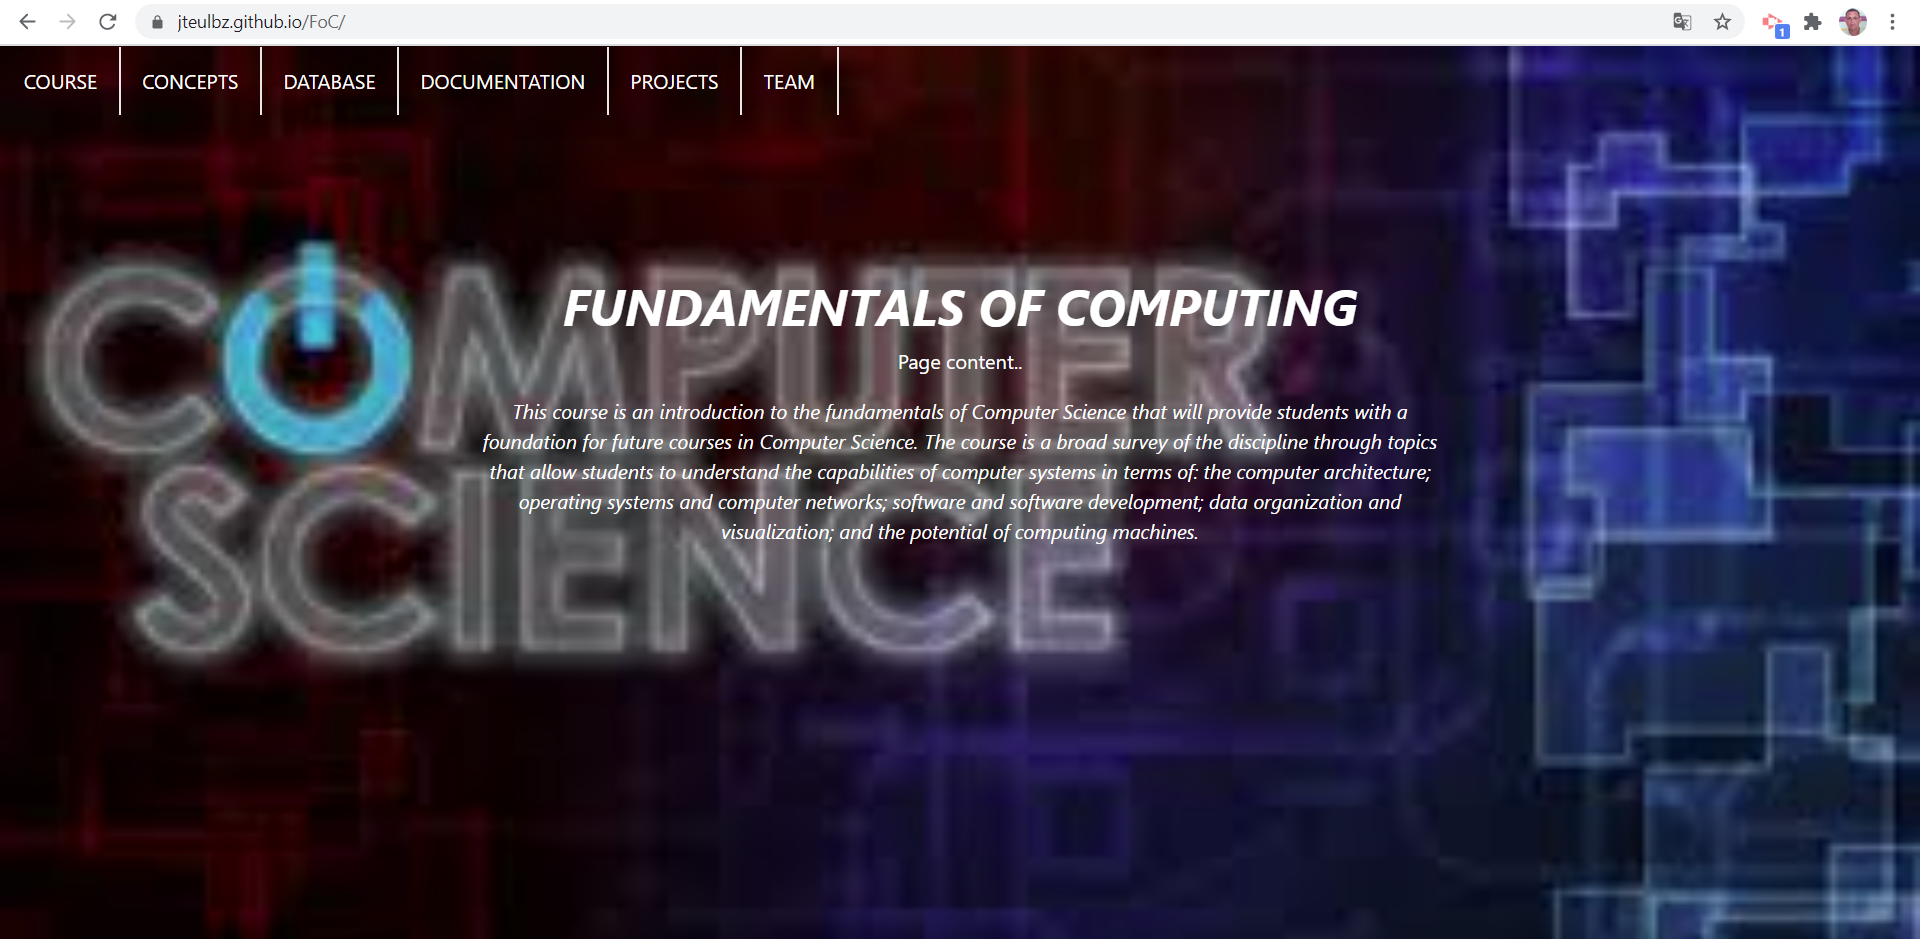 jteulbz.github.io/FoC/
1
COURSE CONCEPTS DATABASE DOCUMENTATION PROJECTS TEAM
COMPUTER
SCIENCE
FUNDAMENTALS OF COMPUTING
Page content..
This course is an introduction to the fundamentals of Computer Science that will provide students with a
foundation for future courses in Computer Science. The course is a broad survey of the discipline through topics
that allow students to understand the capabilities of computer systems in terms of: the computer architecture;
operating systems and computer networks; software and software development; data organization and
visualization; and the potential of computing machines.